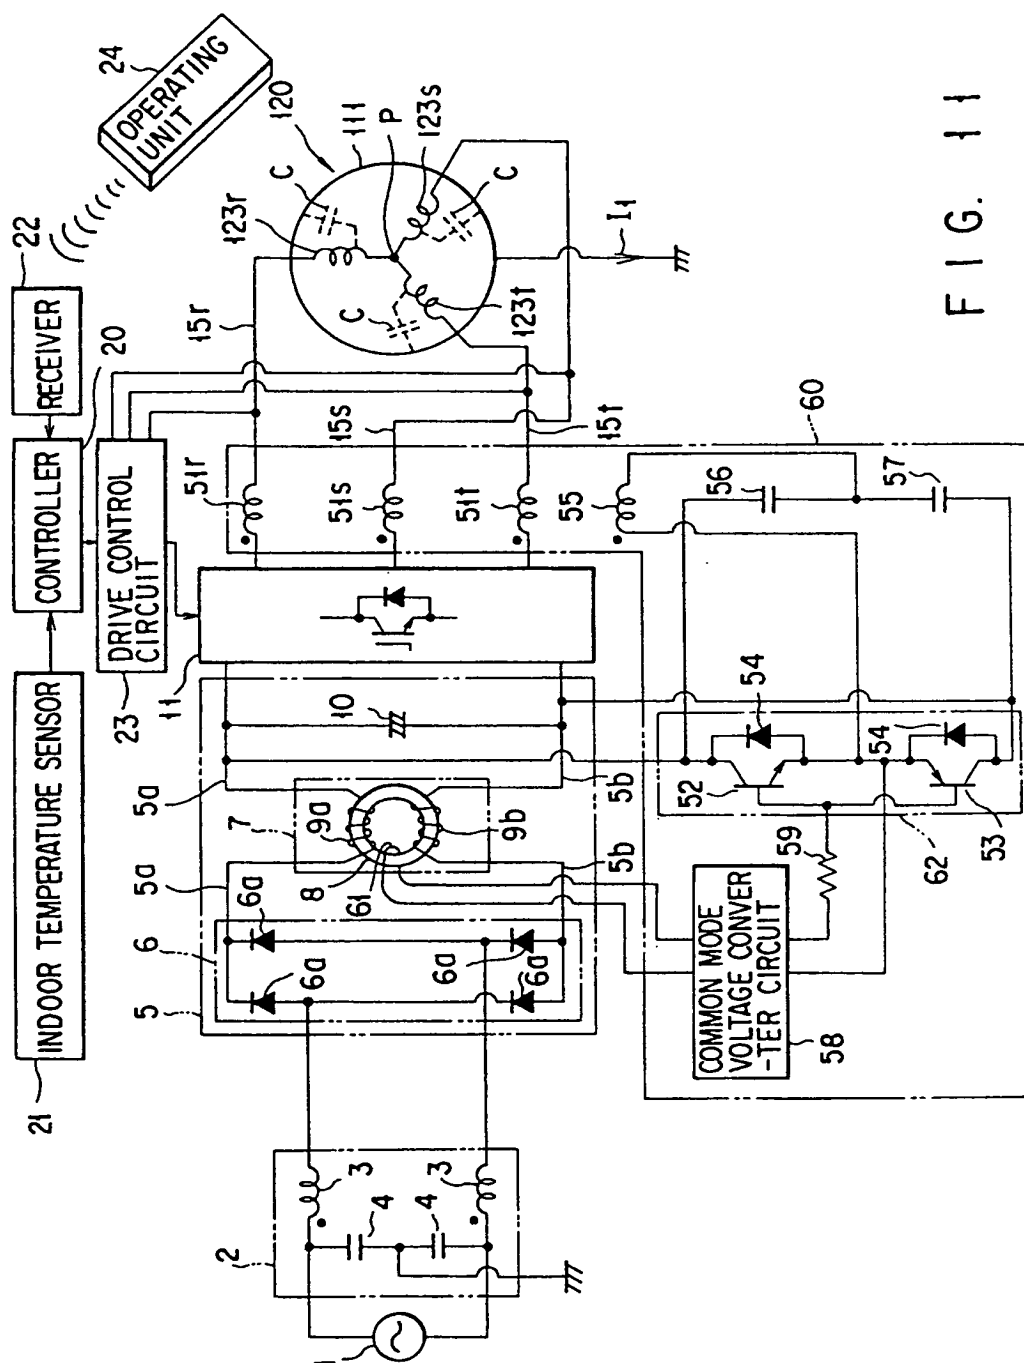 21
INDOOR TEMPERATURE SENSOR
CONTROLLER
20
RECEIVER
22
24
OPERATING
UNIT
23
DRIVE CONTROL
CIRCUIT
11
15r
123r
C
120
111
P
123s
C
C
123t
I1
51r
51s
15s
51t
15t
55
56
57
60
1
2
3
3
4
4
5
6
6a
6a
6a
6a
5a
5a
7
9a
8
61
9b
5b
5b
10
52
54
54
53
59
62
COMMON MODE
VOLTAGE CONVER
-TER CIRCUIT
58
FIG. 11